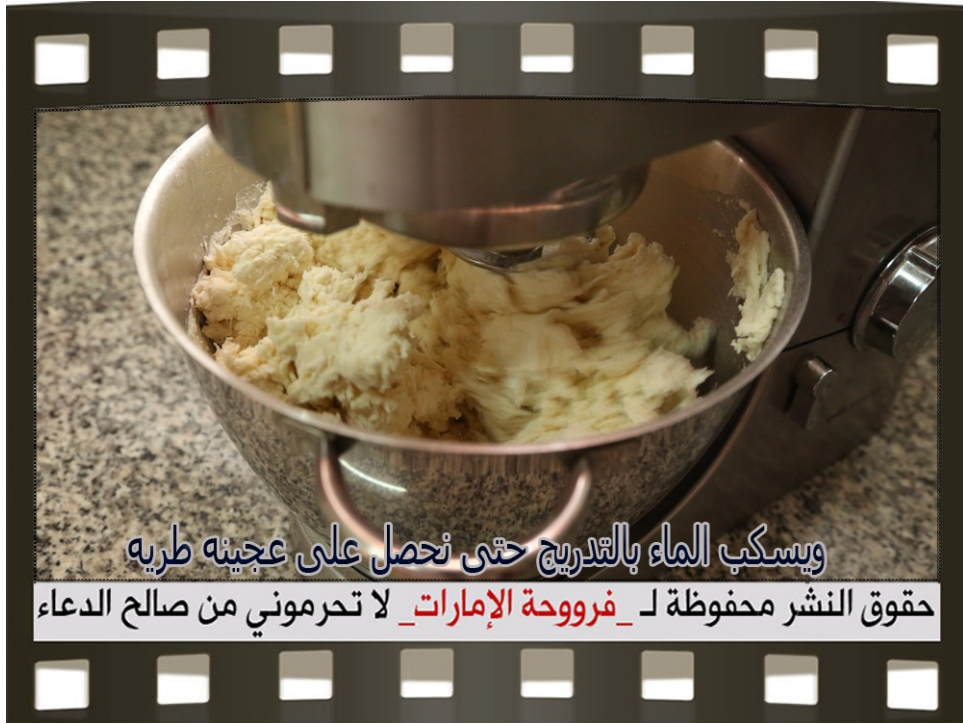 ويسكب الماء بالتدريج حتى نحصل على عجينه طريه
حقوق النشر محفوظة لـ _فرووحة الإمارات_ لا تحرموني من صالح الدعاء